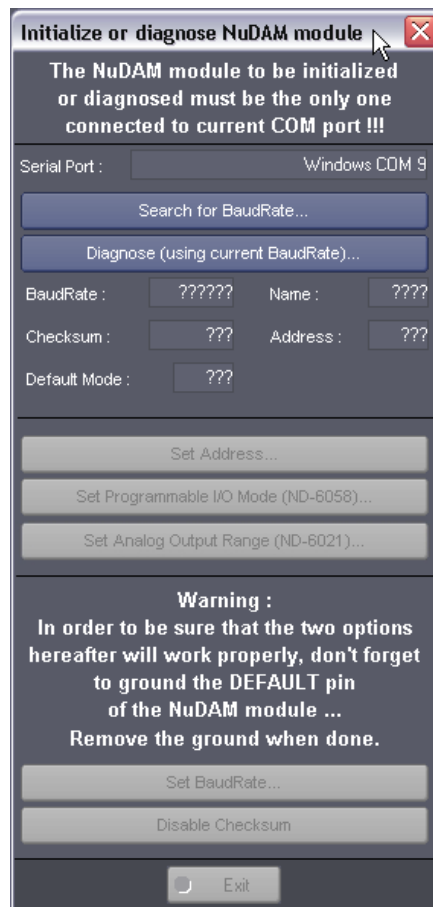 Initialize or diagnose NuDAM module
The NuDAM module to be initialized
or diagnosed must be the only one
connected to current COM port !!!
Serial Port : Windows COM 9
Search for BaudRate...
Diagnose (using current BaudRate)...
BaudRate : ?????? Name : ????
Checksum : ??? Address : ???
Default Mode : ???
Set Address...
Set Programmable I/O Mode (ND-6058)...
Set Analog Output Range (ND-6021)...
Warning :
In order to be sure that the two options
hereafter will work properly, don't forget
to ground the DEFAULT pin
of the NuDAM module ...
Remove the ground when done.
Set BaudRate...
Disable Checksum
Exit